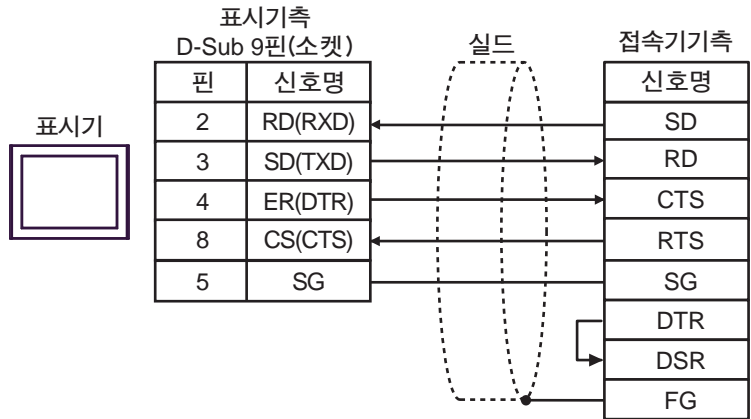 표시기측
D-Sub 9핀(소켓)
실드
접속기기측
핀 신호명 신호명
표시기
2 RD(RXD) SD
3 SD(TXD) RD
4 ER(DTR) CTS
8 CS(CTS) RTS
5 SG SG
DTR
DSR
FG